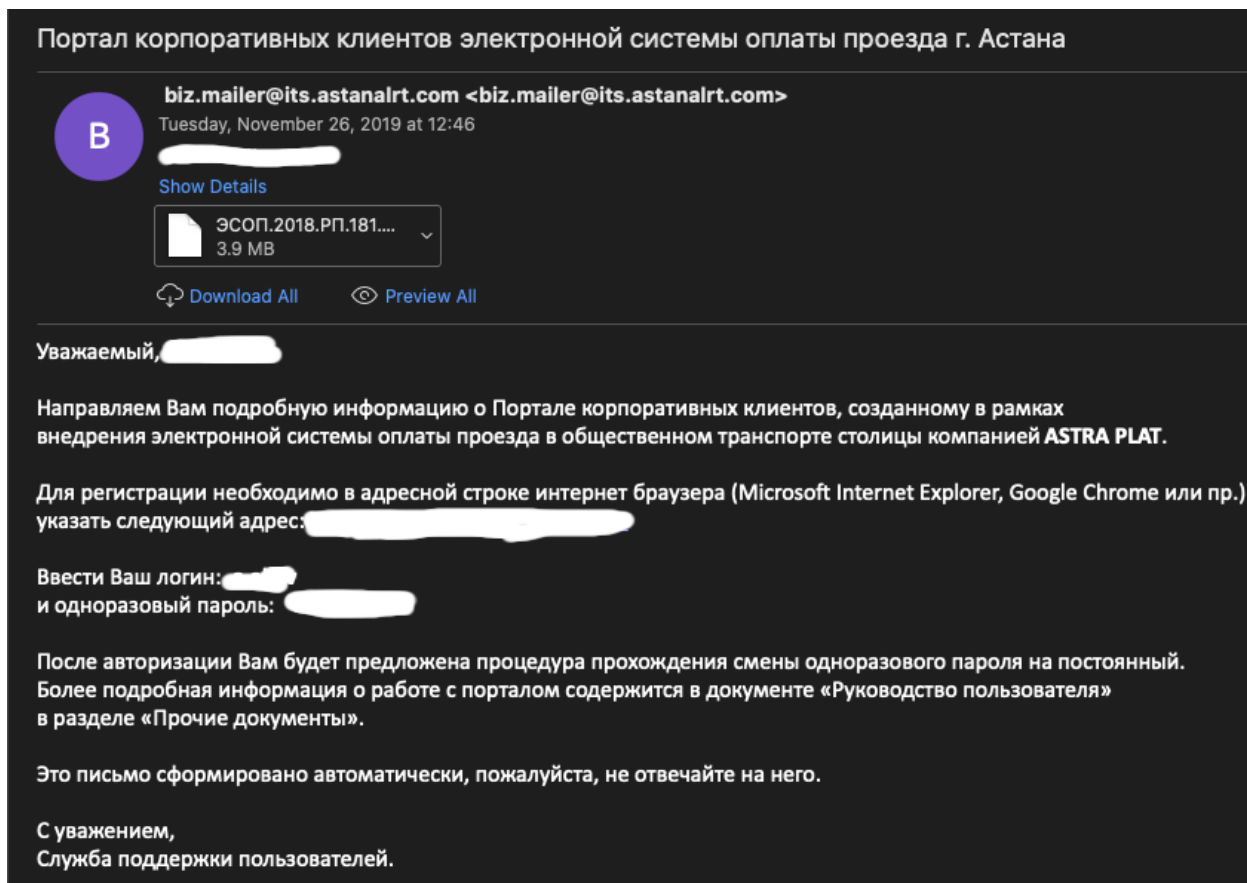 Портал корпоративных клиентов электронной системы оплаты проезда г. Астана
B
biz.mailer@its.astanalrt.com <biz.mailer@its.astanalrt.com>
Tuesday, November 26, 2019 at 12:46
Show Details
ЭСОП.2018.РП.181....
3.9 MB
Download All
Preview All
Уважаемый,
Направляем Вам подробную информацию о Портале корпоративных клиентов, созданному в рамках
внедрения электронной системы оплаты проезда в общественном транспорте столицы компанией ASTRA PLAT.
Для регистрации необходимо в адресной строке интернет браузера (Microsoft Internet Explorer, Google Chrome или пр.)
указать следующий адрес:
Ввести Ваш логин:
и одноразовый пароль:
После авторизации Вам будет предложена процедура прохождения смены одноразового пароля на постоянный.
Более подробная информация о работе с порталом содержится в документе «Руководство пользователя»
в разделе «Прочие документы».
Это письмо сформировано автоматически, пожалуйста, не отвечайте на него.
С уважением,
Служба поддержки пользователей.